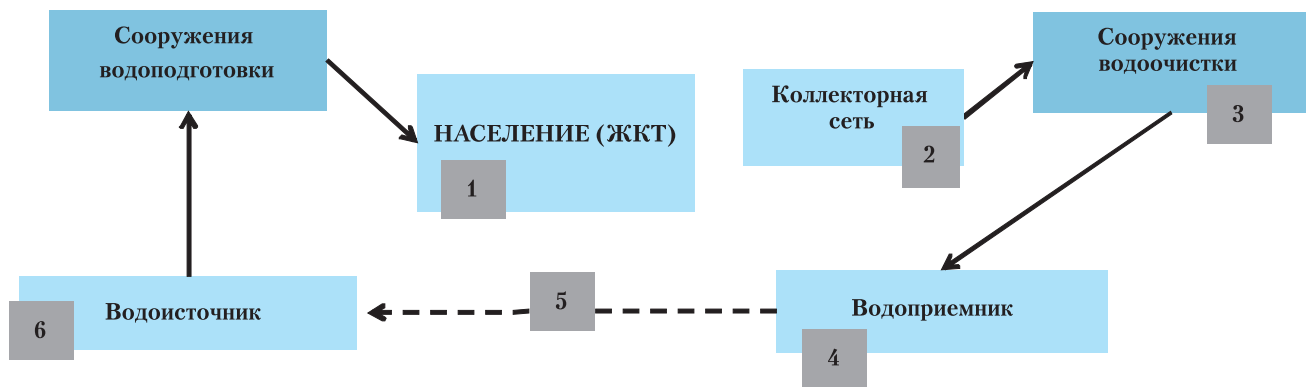 Сооружения
водоподготовки
НАСЕЛЕНИЕ (ЖКТ)
1
Коллекторная
сеть
2
Сооружения
водоочистки
3
Водоисточник
6
5
Водоприемник
4